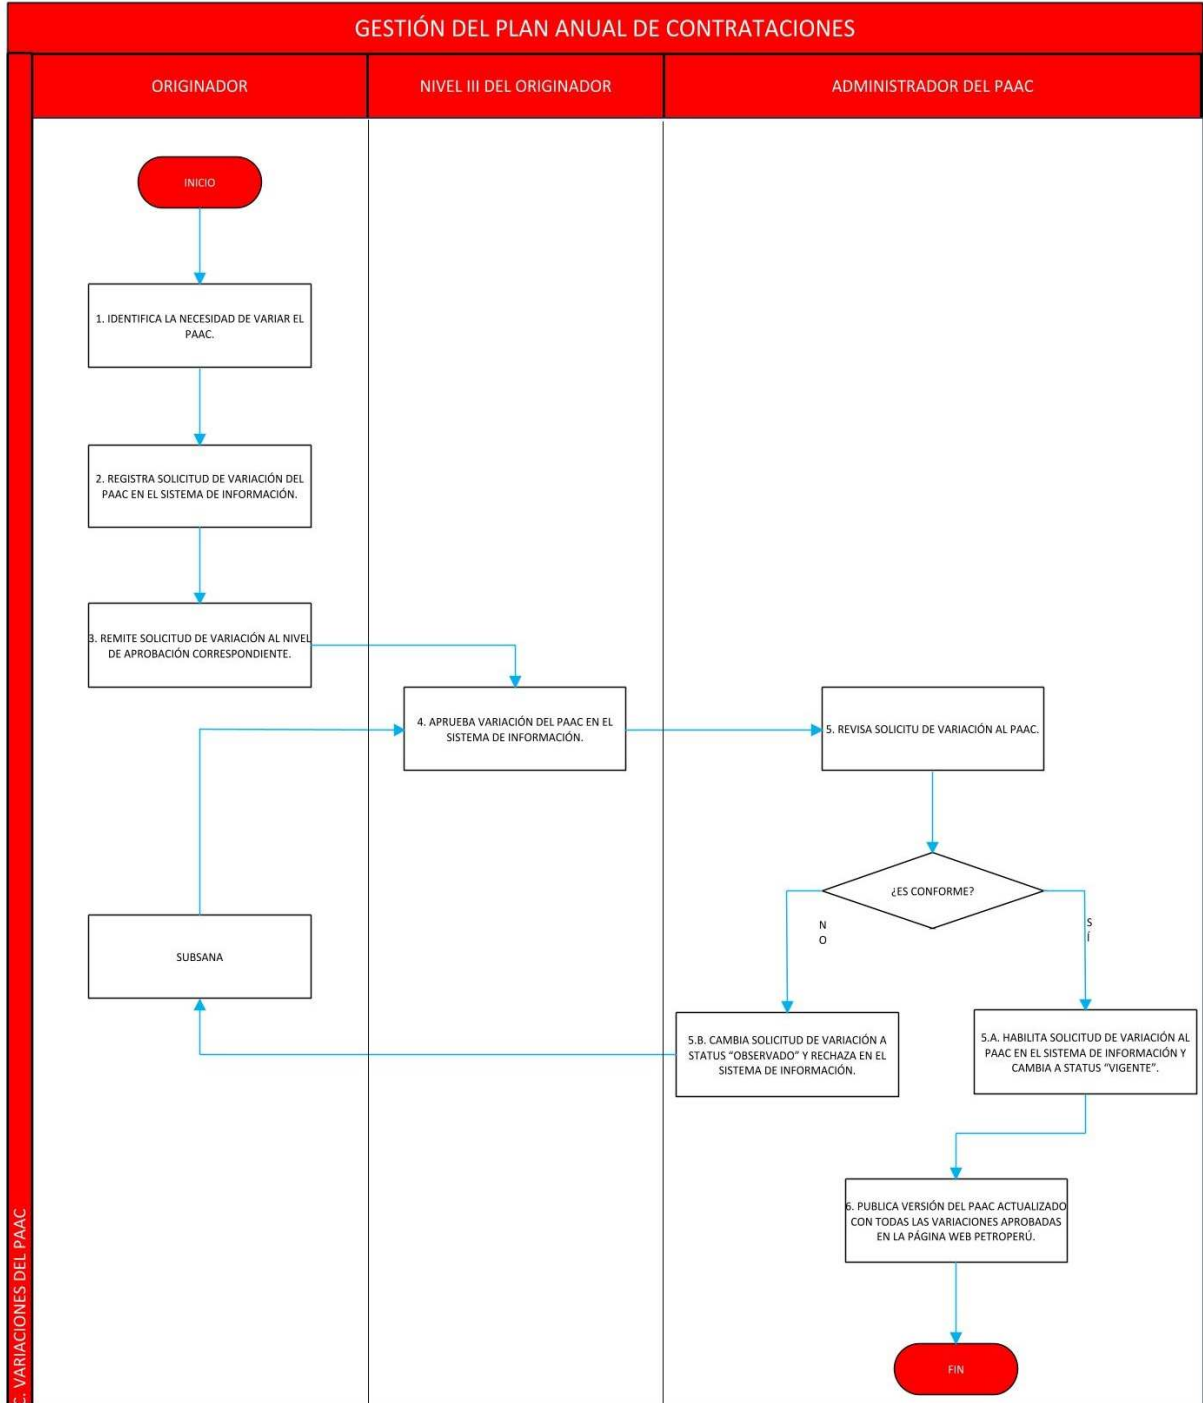 GESTIÓN DEL PLAN ANUAL DE CONTRATACIONES
ORIGINADOR
NIVEL III DEL ORIGINADOR
ADMINISTRADOR DEL PAAC
INICIO
1. IDENTIFICA LA NECESIDAD DE VARIAR EL
PAAC.
2. REGISTRA SOLICITUD DE VARIACIÓN DEL
PAAC EN EL SISTEMA DE INFORMACIÓN.
3. REMITE SOLICITUD DE VARIACIÓN AL NIVEL
DE APROBACIÓN CORRESPONDIENTE.
4. APRUEBA VARIACIÓN DEL PAAC EN EL
SISTEMA DE INFORMACIÓN.
5. REVISA SOLICITU DE VARIACIÓN AL PAAC.
¿ES CONFORME?
N
O
S
Í
SUBSANA
5.B. CAMBIA SOLICITUD DE VARIACIÓN A
STATUS “OBSERVADO” Y RECHAZA EN EL
SISTEMA DE INFORMACIÓN.
5.A. HABILITA SOLICITUD DE VARIACIÓN AL
PAAC EN EL SISTEMA DE INFORMACIÓN Y
CAMBIA A STATUS “VIGENTE”.
6. PUBLICA VERSIÓN DEL PAAC ACTUALIZADO
CON TODAS LAS VARIACIONES APROBADAS
EN LA PÁGINA WEB PETROPERÚ.
FIN
C. VARIACIONES DEL PAAC